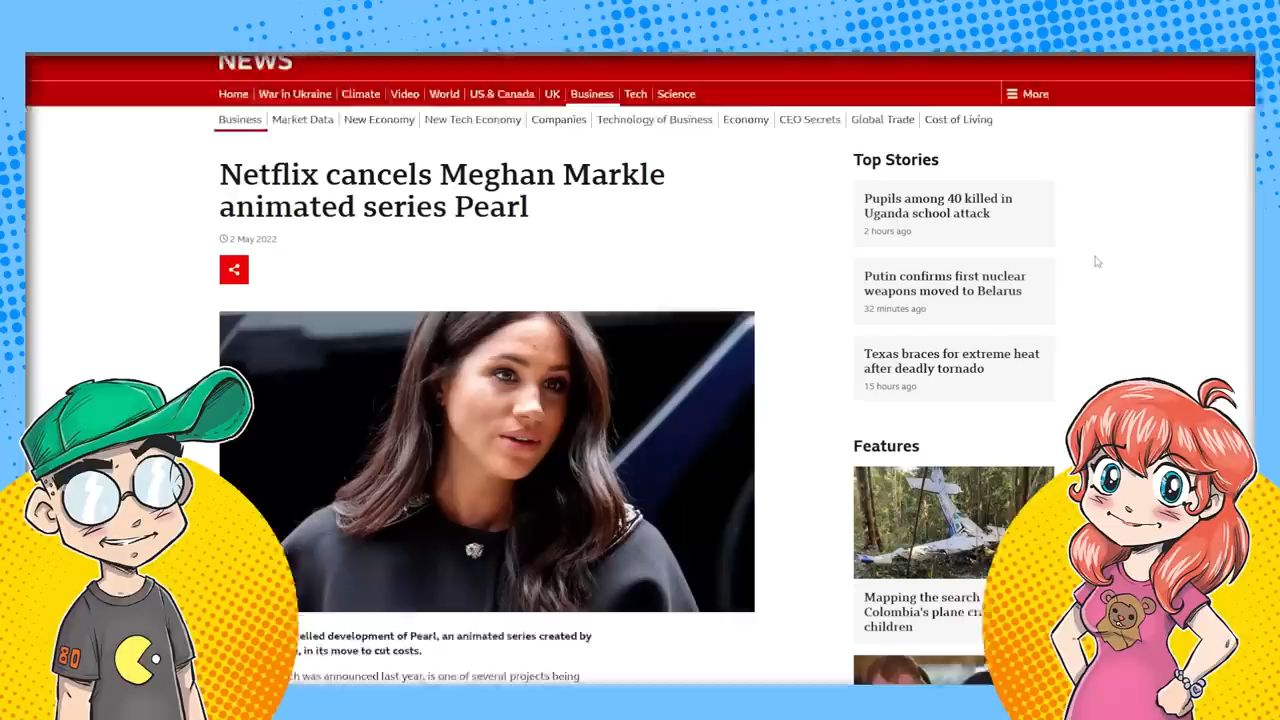 NEWS
Home War in Ukraine Climate Video World US & Canada UK Business Tech Science More
Business Market Data New Economy New Tech Economy Companies Technology of Business Economy CEO Secrets Global Trade Cost of Living
Netflix cancels Meghan Markle
animated series Pearl
2 May 2022
elled development of Pearl, an animated series created by
, in its move to cut costs.
ch was announced last year, is one of several projects being
Top Stories
Pupils among 40 killed in
Uganda school attack
2 hours ago
Putin confirms first nuclear
weapons moved to Belarus
32 minutes ago
Texas braces for extreme heat
after deadly tornado
15 hours ago
Features
Mapping the search
Colombia's plane cr
children
80